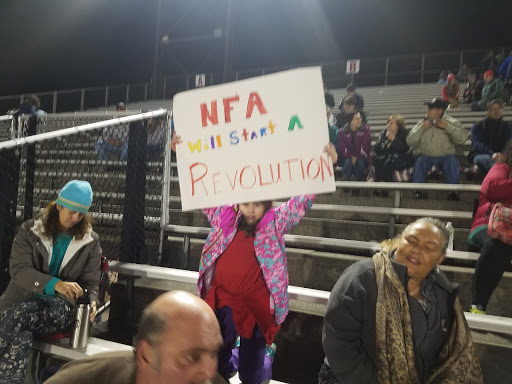 NFA
Will Start A
REVOLUTION
A